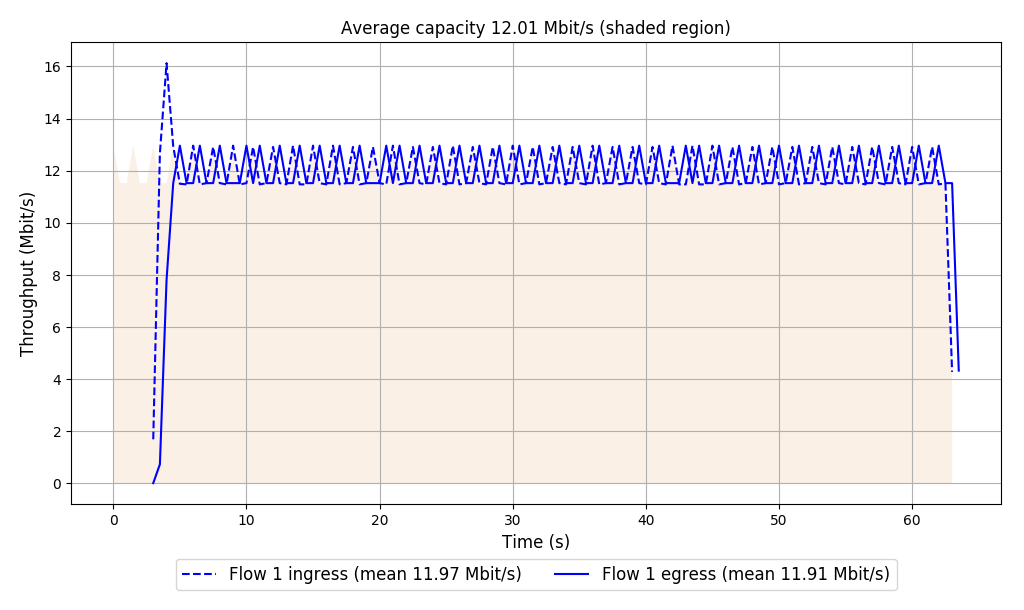 Average capacity 12.01 Mbit/s (shaded region)
Throughput (Mbit/s)
16
14
12
10
8
6
4
2
0
0 10 20 30 40 50 60
Time (s)
Flow 1 ingress (mean 11.97 Mbit/s) Flow 1 egress (mean 11.91 Mbit/s)